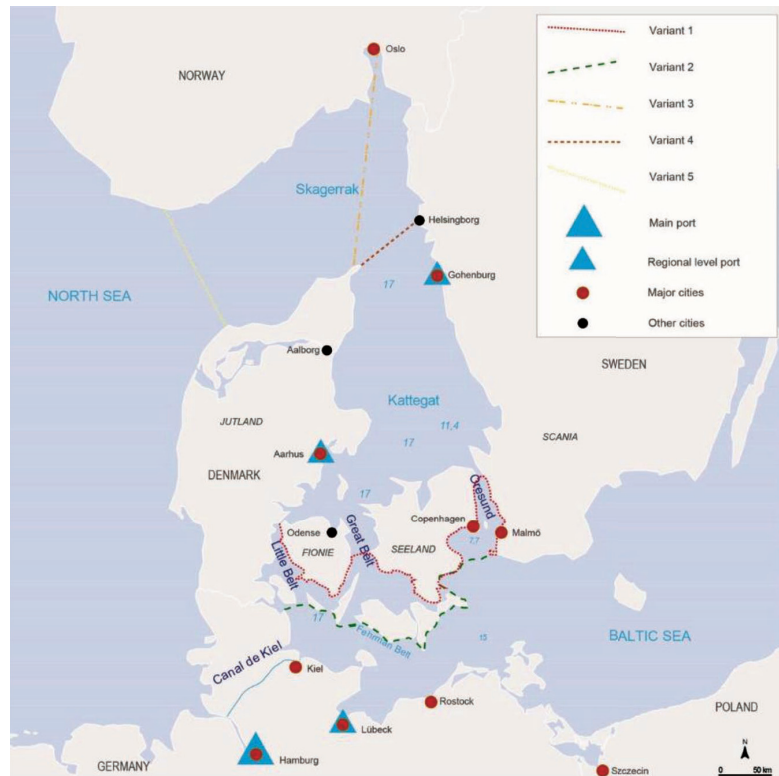 Oslo
NORWAY
Skagerrak
Helsingborg
17
Gohenburg
NORTH SEA
Aalborg
SWEDEN
Kattegat
JUTLAND
11,4
17
SCANIA
Aarhus
DENMARK
17
Oresund
Copenhagen
Malmö
Odense
Great Belt
7,7
FIONIE
SEELAND
Little Belt
17
Fehrman Belt
15
BALTIC SEA
Canal de Kiel
Kiel
Rostock
POLAND
Lübeck
Hamburg
GERMANY
Szczecin
N
0 50 km
Variant 1
Variant 2
Variant 3
Variant 4
Variant 5
Main port
Regional level port
Major cities
Other cities